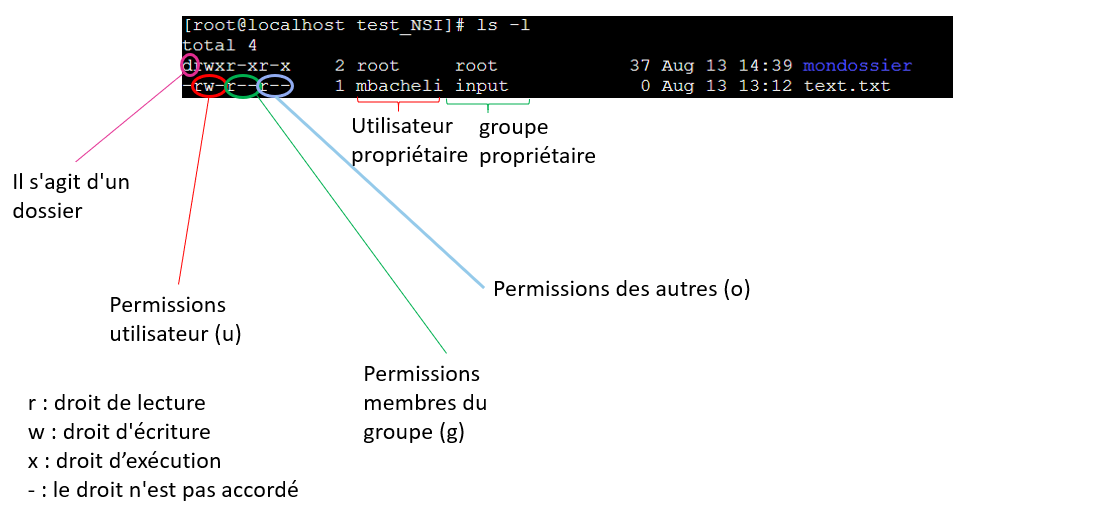 [root@localhost test_NSI]# ls -l
total 4
drwxr-xr-x 2 root root 37 Aug 13 14:39 mondossier
-rw-r--r-- 1 mbacheli input 0 Aug 13 13:12 text.txt
Utilisateur
propriétaire
groupe
propriétaire
Il s'agit d'un
dossier
Permissions des autres (o)
Permissions
utilisateur (u)
Permissions
membres du
groupe (g)
r : droit de lecture
w : droit d'écriture
x : droit d’exécution
- : le droit n'est pas accordé